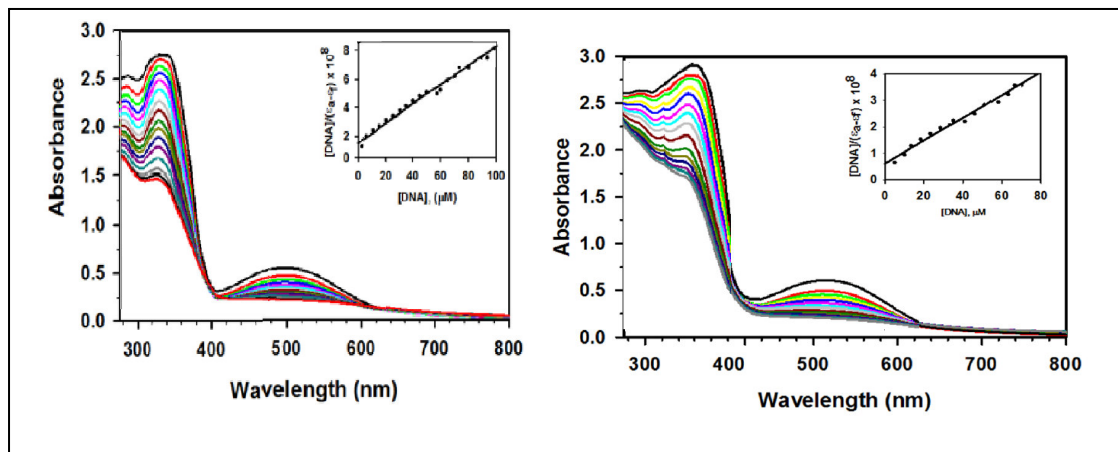 3.0
2.5
2.0
1.5
1.0
0.5
0.0
Absorbance
300 400 500 600 700 800
Wavelength (nm)
[DNA]/(εa-εf) x 10⁸
8
6
4
2
0
0 20 40 60 80 100
[DNA], (μM)
3.0
2.5
2.0
1.5
1.0
0.5
0.0
Absorbance
300 400 500 600 700 800
Wavelength (nm)
[DNA]/(εa-εf) x 10⁸
4
3
2
1
0
0 20 40 60 80
[DNA], μM